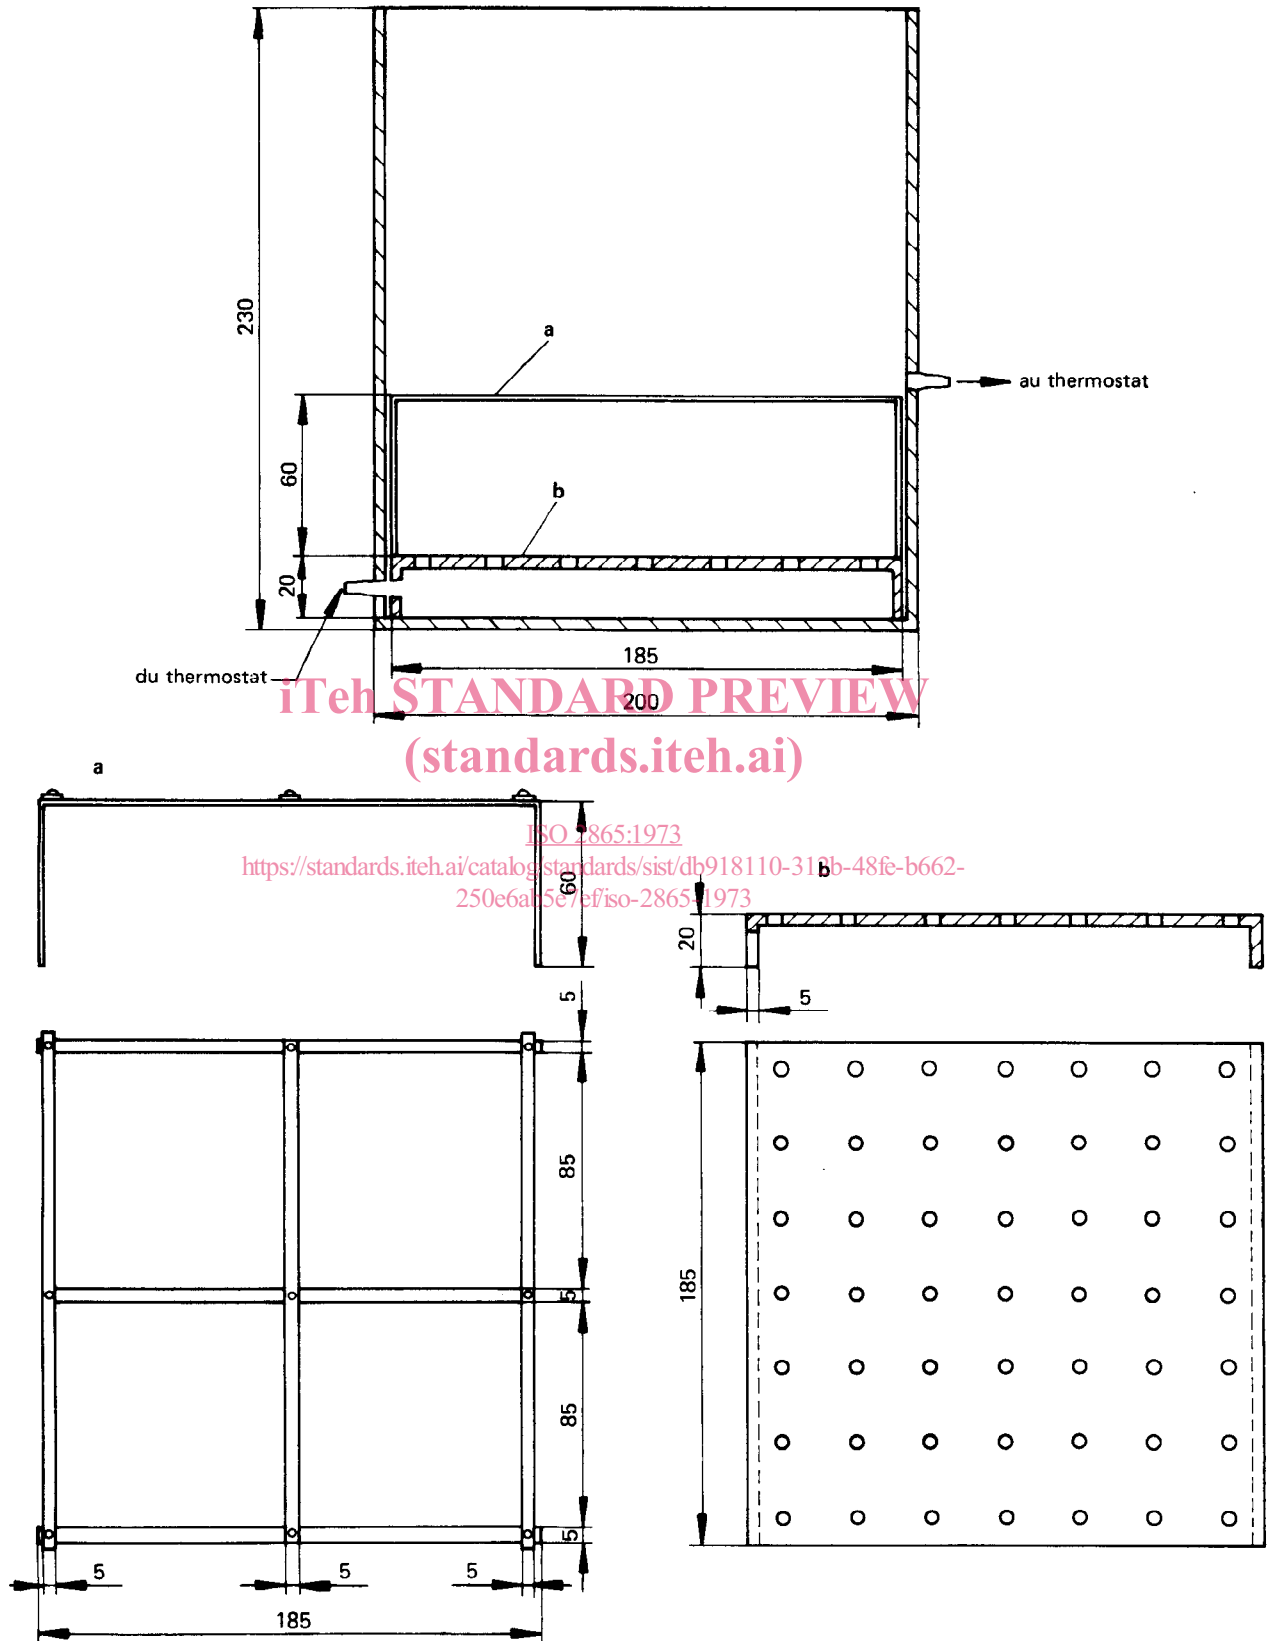 230
a
au thermostat
60
b
20
du thermostat
185
200
iTeh STANDARD PREVIEW
(standards.iteh.ai)
a
ISO 2865:1973
https://standards.iteh.ai/catalog/standards/sist/db918110-312b-48fe-b662-
250e6ab5e7ef/iso-2865-1973
60
b
20
5
5
85
5
85
5
5
5
5
185
185